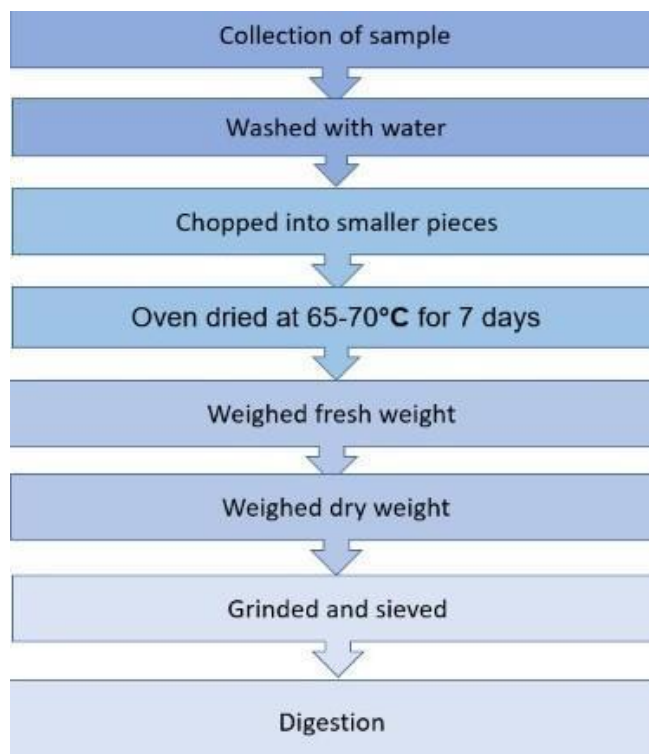 Collection of sample
Washed with water
Chopped into smaller pieces
Oven dried at 65-70°C for 7 days
Weighed fresh weight
Weighed dry weight
Grinded and sieved
Digestion